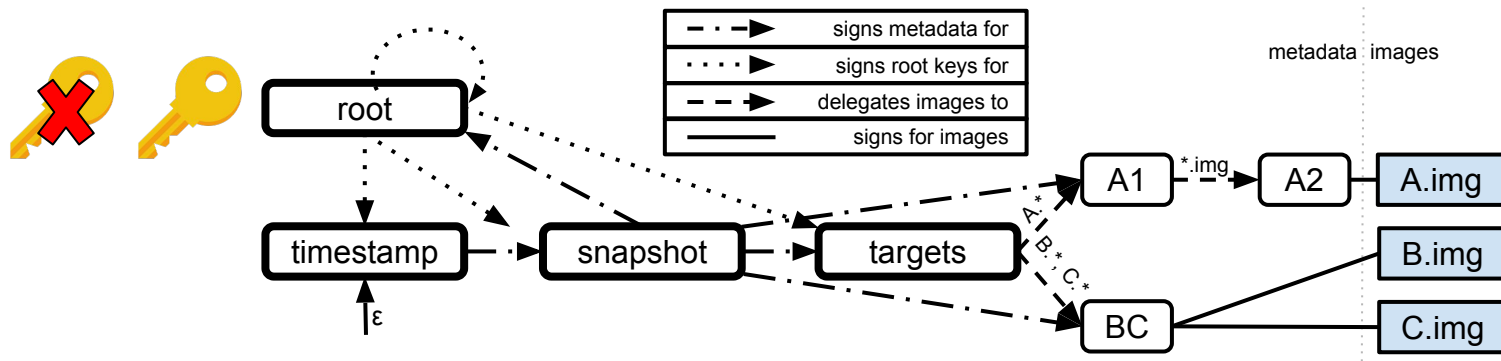 signs metadata for
signs root keys for
delegates images to
signs for images
metadata images
root
A1
*.img
A2
A.img
A.*
timestamp
snapshot
targets
B.*, C.*
B.img
ε
BC
C.img